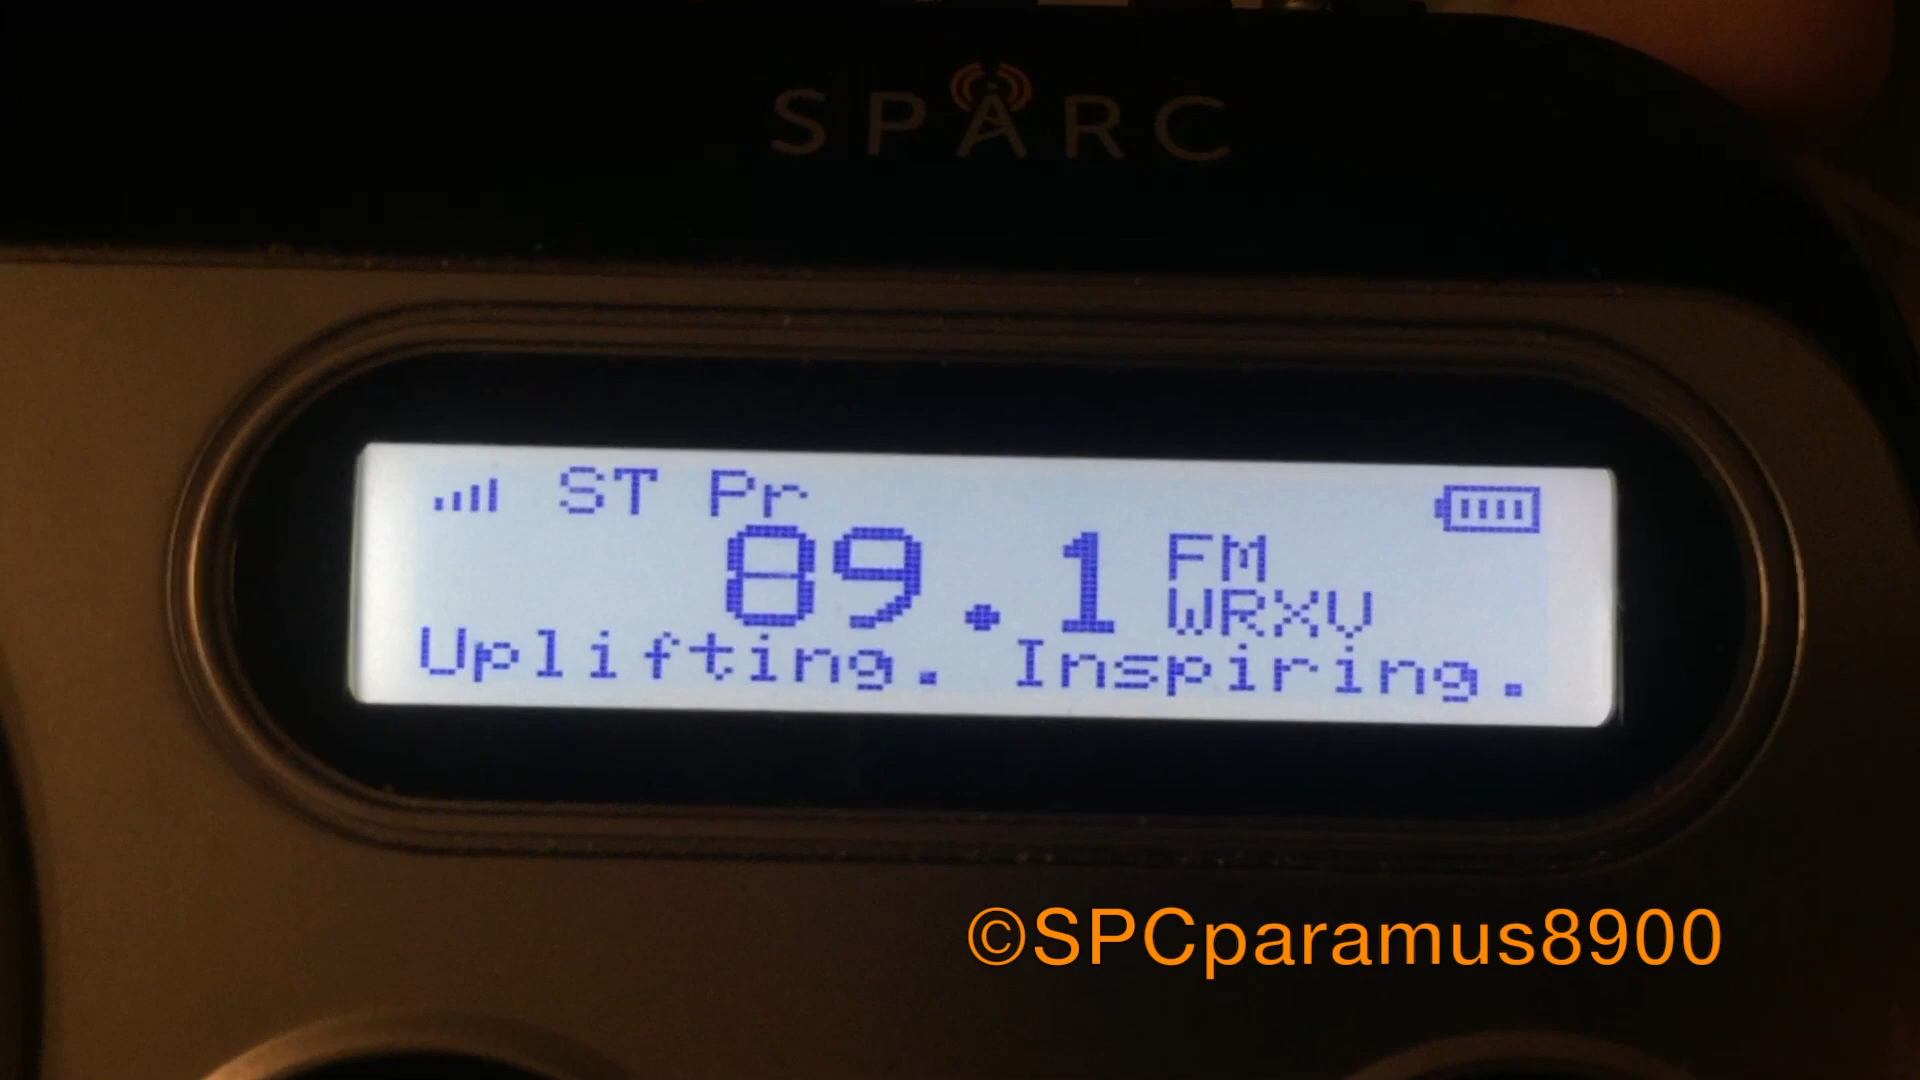 SPARC
ST Pr
89.1 FM
WRXV
Uplifting. Inspiring.
©SPCparamus8900